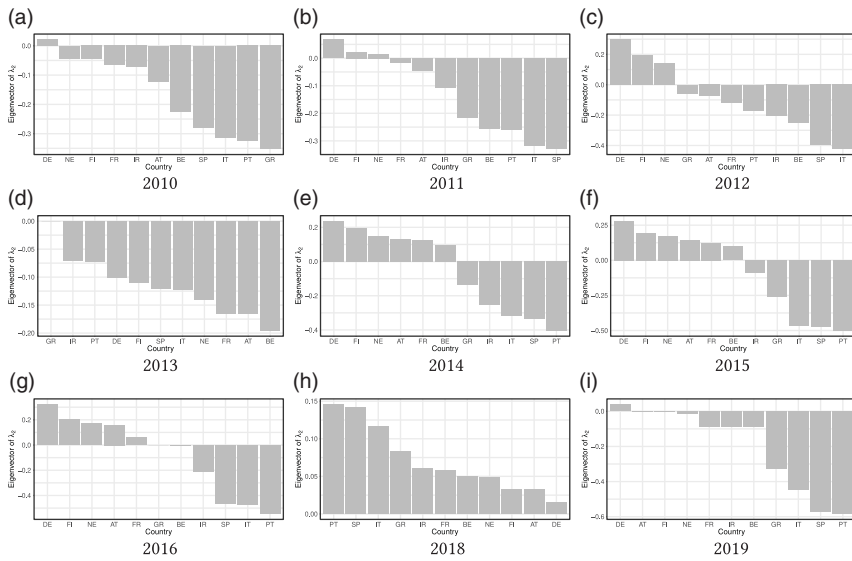 (a)
Eigenvector of λ₂
0.0
−0.1
−0.2
−0.3
DE NE FI FR IR AT BE SP IT PT GR
Country
2010
(b)
Eigenvector of λ₂
0.0
−0.1
−0.2
−0.3
DE FI NE FR AT IR GR BE PT IT SP
Country
2011
(c)
Eigenvector of λ₂
0.2
0.0
−0.2
−0.4
DE FI NE GR AT FR PT IR BE SP IT
Country
2012
(d)
Eigenvector of λ₂
0.00
−0.05
−0.10
−0.15
−0.20
GR IR PT DE FI SP IT NE FR AT BE
Country
2013
(e)
Eigenvector of λ₂
0.2
0.0
−0.2
−0.4
DE FI NE AT FR BE GR IR IT SP PT
Country
2014
(f)
Eigenvector of λ₂
0.25
0.00
−0.25
−0.50
DE FI NE AT FR BE IR GR IT SP PT
Country
2015
(g)
Eigenvector of λ₂
0.2
0.0
−0.2
−0.4
DE FI NE AT FR GR BE IR SP IT PT
Country
2016
(h)
Eigenvector of λ₂
0.15
0.10
0.05
0.00
PT SP IT GR IR FR BE NE FI AT DE
Country
2018
(i)
Eigenvector of λ₂
0.0
−0.2
−0.4
−0.6
DE AT FI NE FR IR BE GR IT SP PT
Country
2019